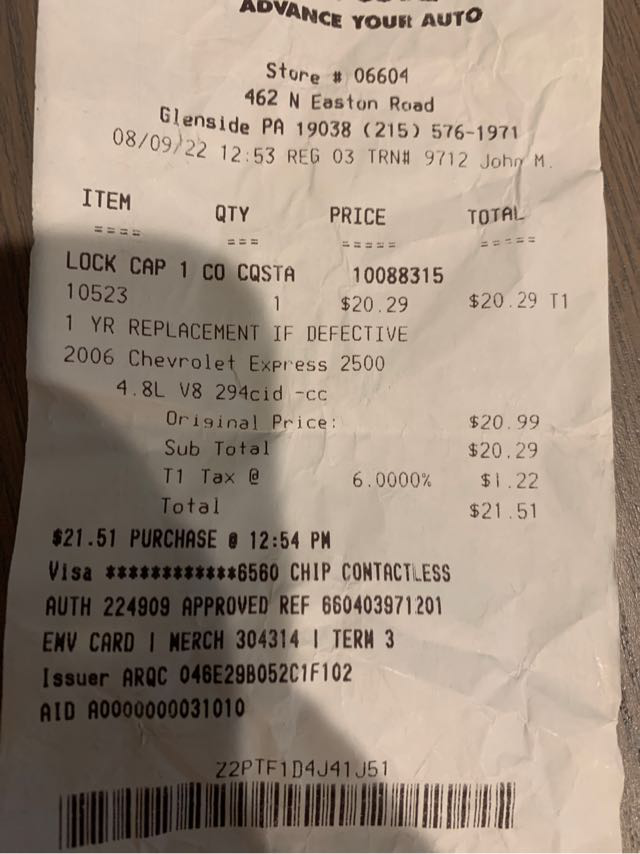 ADVANCE YOUR AUTO
Store # 06604
462 N Easton Road
Glenside PA 19038 (215) 576-1971
08/09/22 12:53 REG 03 TRN# 9712 John M.
ITEM QTY PRICE TOTAL
==== === ===== =====
LOCK CAP 1 CO CQSTA 10088315
10523 1 $20.29 $20.29 T1
1 YR REPLACEMENT IF DEFECTIVE
2006 Chevrolet Express 2500
4.8L V8 294cid -cc
Original Price: $20.99
Sub Total $20.29
T1 Tax @ 6.0000% $1.22
Total $21.51
$21.51 PURCHASE @ 12:54 PM
Visa ************6560 CHIP CONTACTLESS
AUTH 224909 APPROVED REF 660403971201
EMV CARD | MERCH 304314 | TERM 3
Issuer ARQC 046E29B052C1F102
AID A0000000031010
Z2PTF1D4J41J51